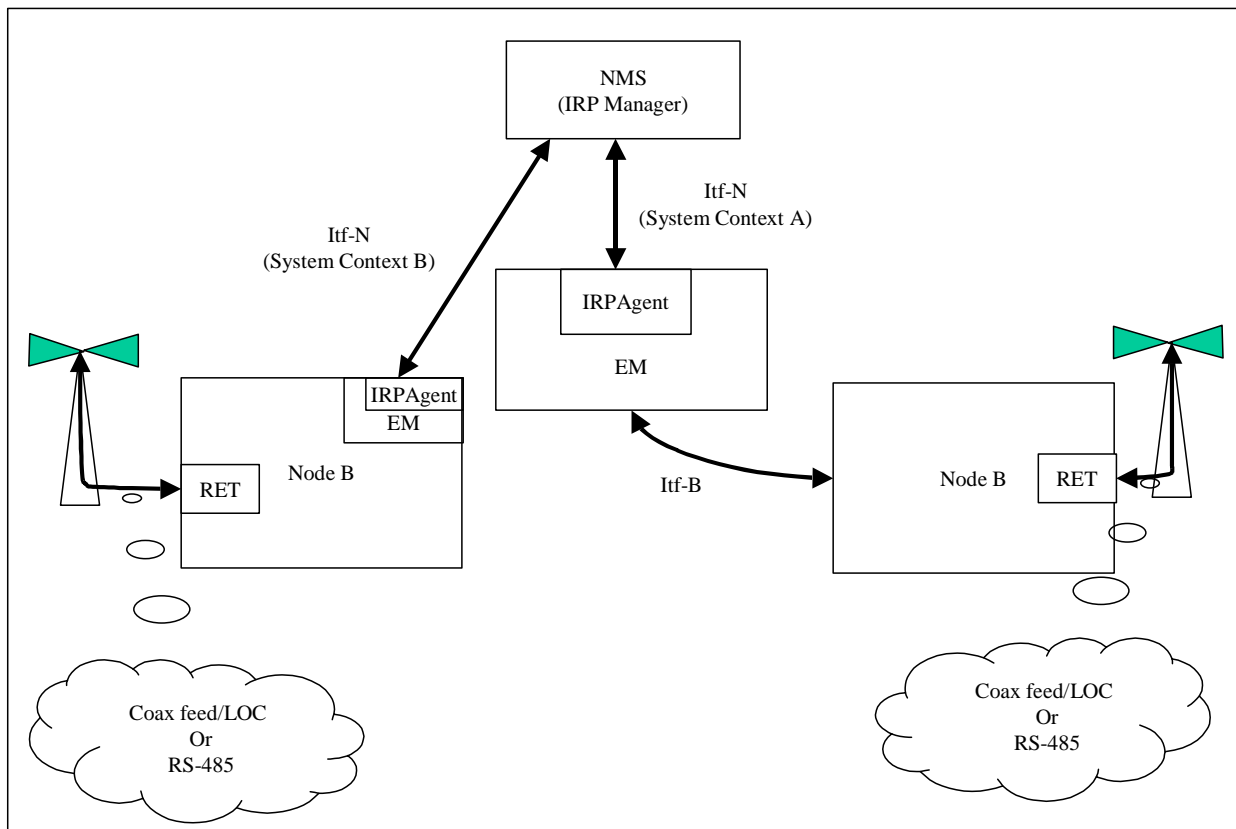 NMS
(IRP Manager)
Itf-N
(System Context A)
Itf-N
(System Context B)
IRPAgent
EM
IRPAgent
EM
Node B
RET
Itf-B
Node B
RET
Coax feed/LOC
Or
RS-485
Coax feed/LOC
Or
RS-485